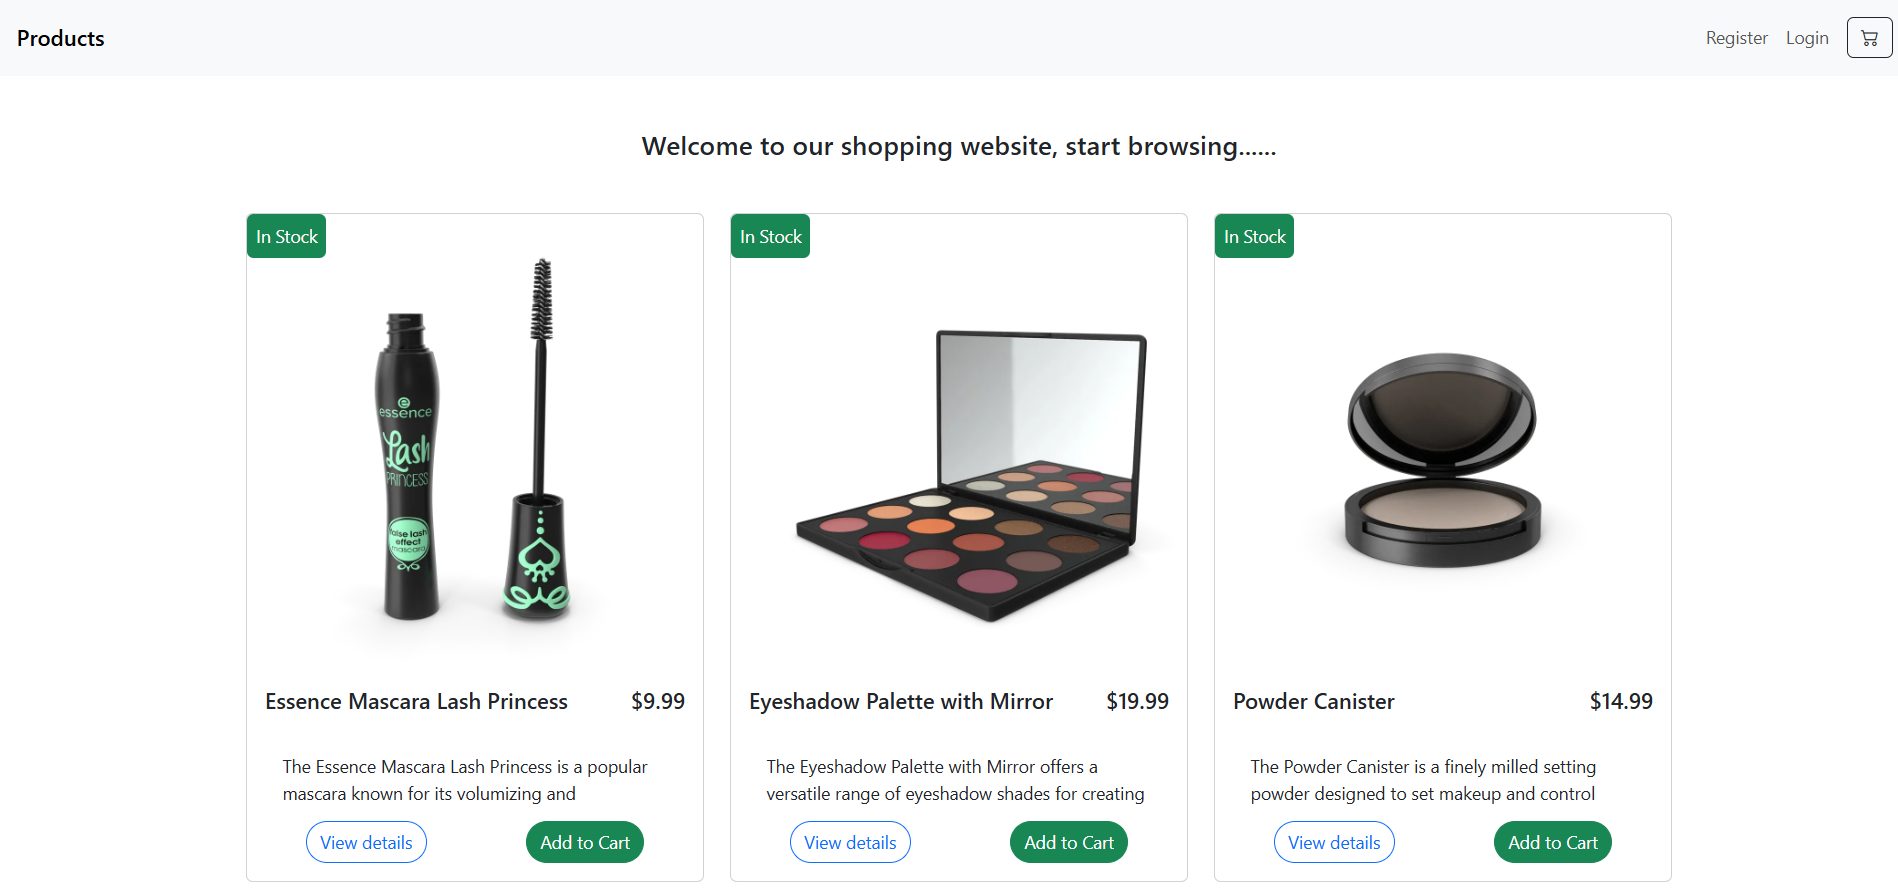 Products
Register Login
Welcome to our shopping website, start browsing......
In Stock
essence
Lash
PRINCESS
false lash
effect
mascara
Essence Mascara Lash Princess $9.99
The Essence Mascara Lash Princess is a popular
mascara known for its volumizing and
View details Add to Cart
In Stock
Eyeshadow Palette with Mirror $19.99
The Eyeshadow Palette with Mirror offers a
versatile range of eyeshadow shades for creating
View details Add to Cart
In Stock
Powder Canister $14.99
The Powder Canister is a finely milled setting
powder designed to set makeup and control
View details Add to Cart